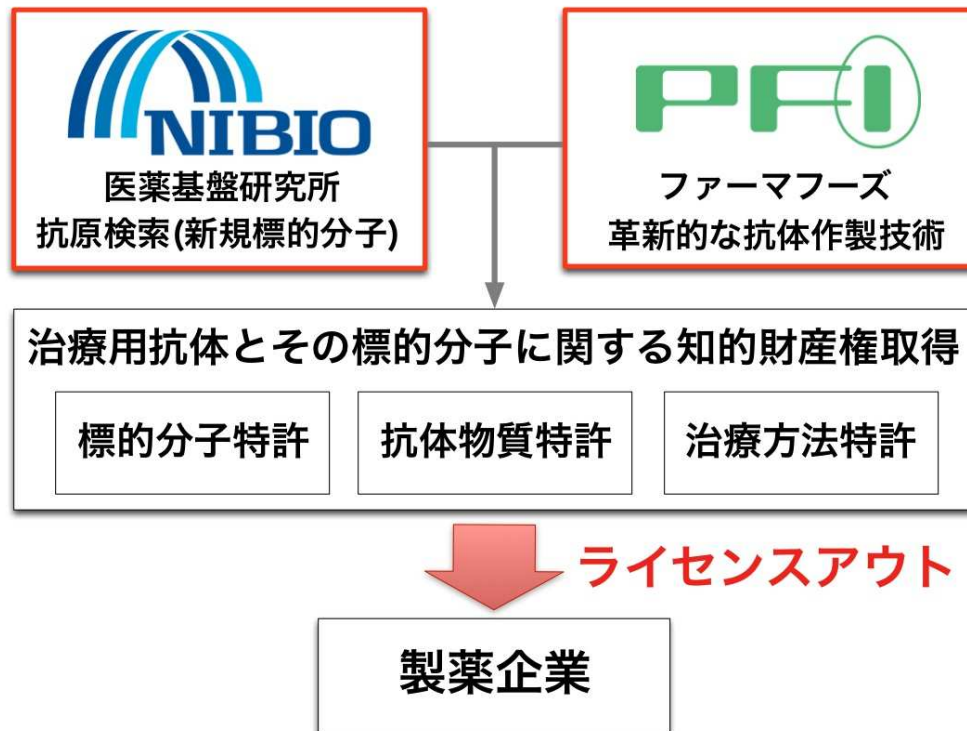 NIBIO
医薬基盤研究所
抗原検索(新規標的分子)
PFI
ファーマフーズ
革新的な抗体作製技術
治療用抗体とその標的分子に関する知的財産権取得
標的分子特許
抗体物質特許
治療方法特許
ライセンスアウト
製薬企業